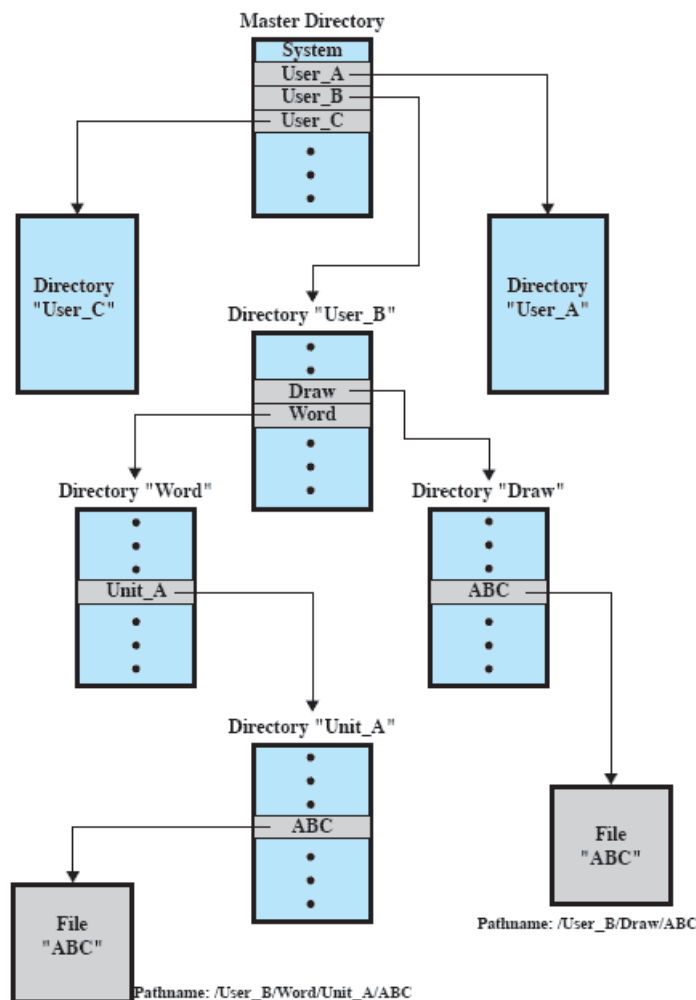 Master Directory
System
User_A
User_B
User_C
Directory
"User_C"
Directory
"User_A"
Directory "User_B"
Draw
Word
Directory "Word"
Directory "Draw"
Unit_A
ABC
Directory "Unit_A"
ABC
File
"ABC"
Pathname: /User_B/Draw/ABC
File
"ABC"
Pathname: /User_B/Word/Unit_A/ABC